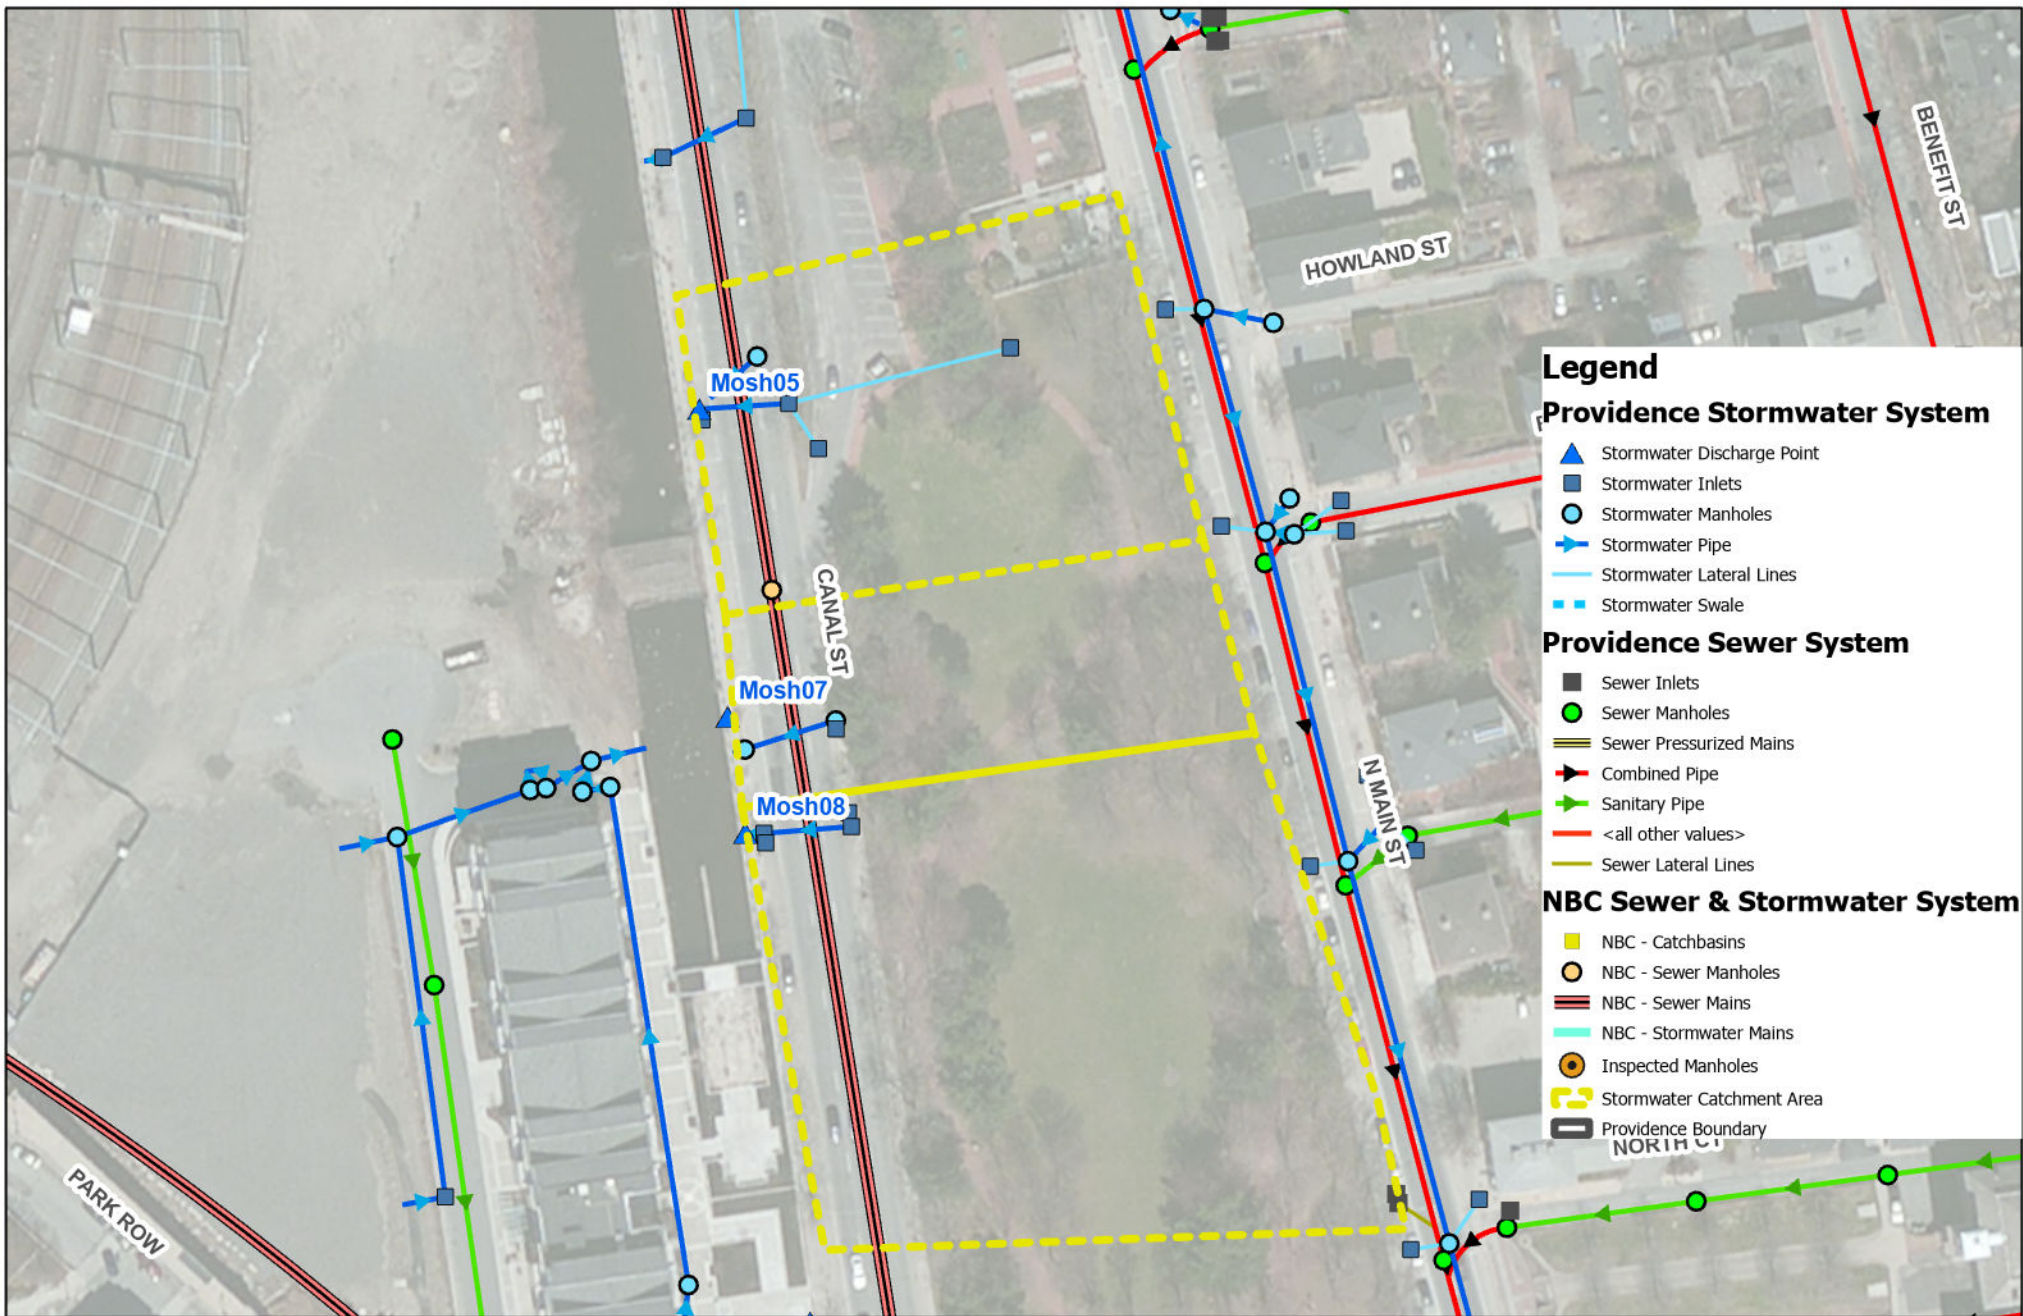 BENEFIT ST
HOWLAND ST
Mosh05
CANAL ST
Mosh07
Mosh08
N MAIN ST
NORTH CT
PARK ROW
Legend
Providence Stormwater System
Stormwater Discharge Point
Stormwater Inlets
Stormwater Manholes
Stormwater Pipe
Stormwater Lateral Lines
Stormwater Swale
Providence Sewer System
Sewer Inlets
Sewer Manholes
Sewer Pressurized Mains
Combined Pipe
Sanitary Pipe
<all other values>
Sewer Lateral Lines
NBC Sewer & Stormwater System
NBC - Catchbasins
NBC - Sewer Manholes
NBC - Sewer Mains
NBC - Stormwater Mains
Inspected Manholes
Stormwater Catchment Area
Providence Boundary